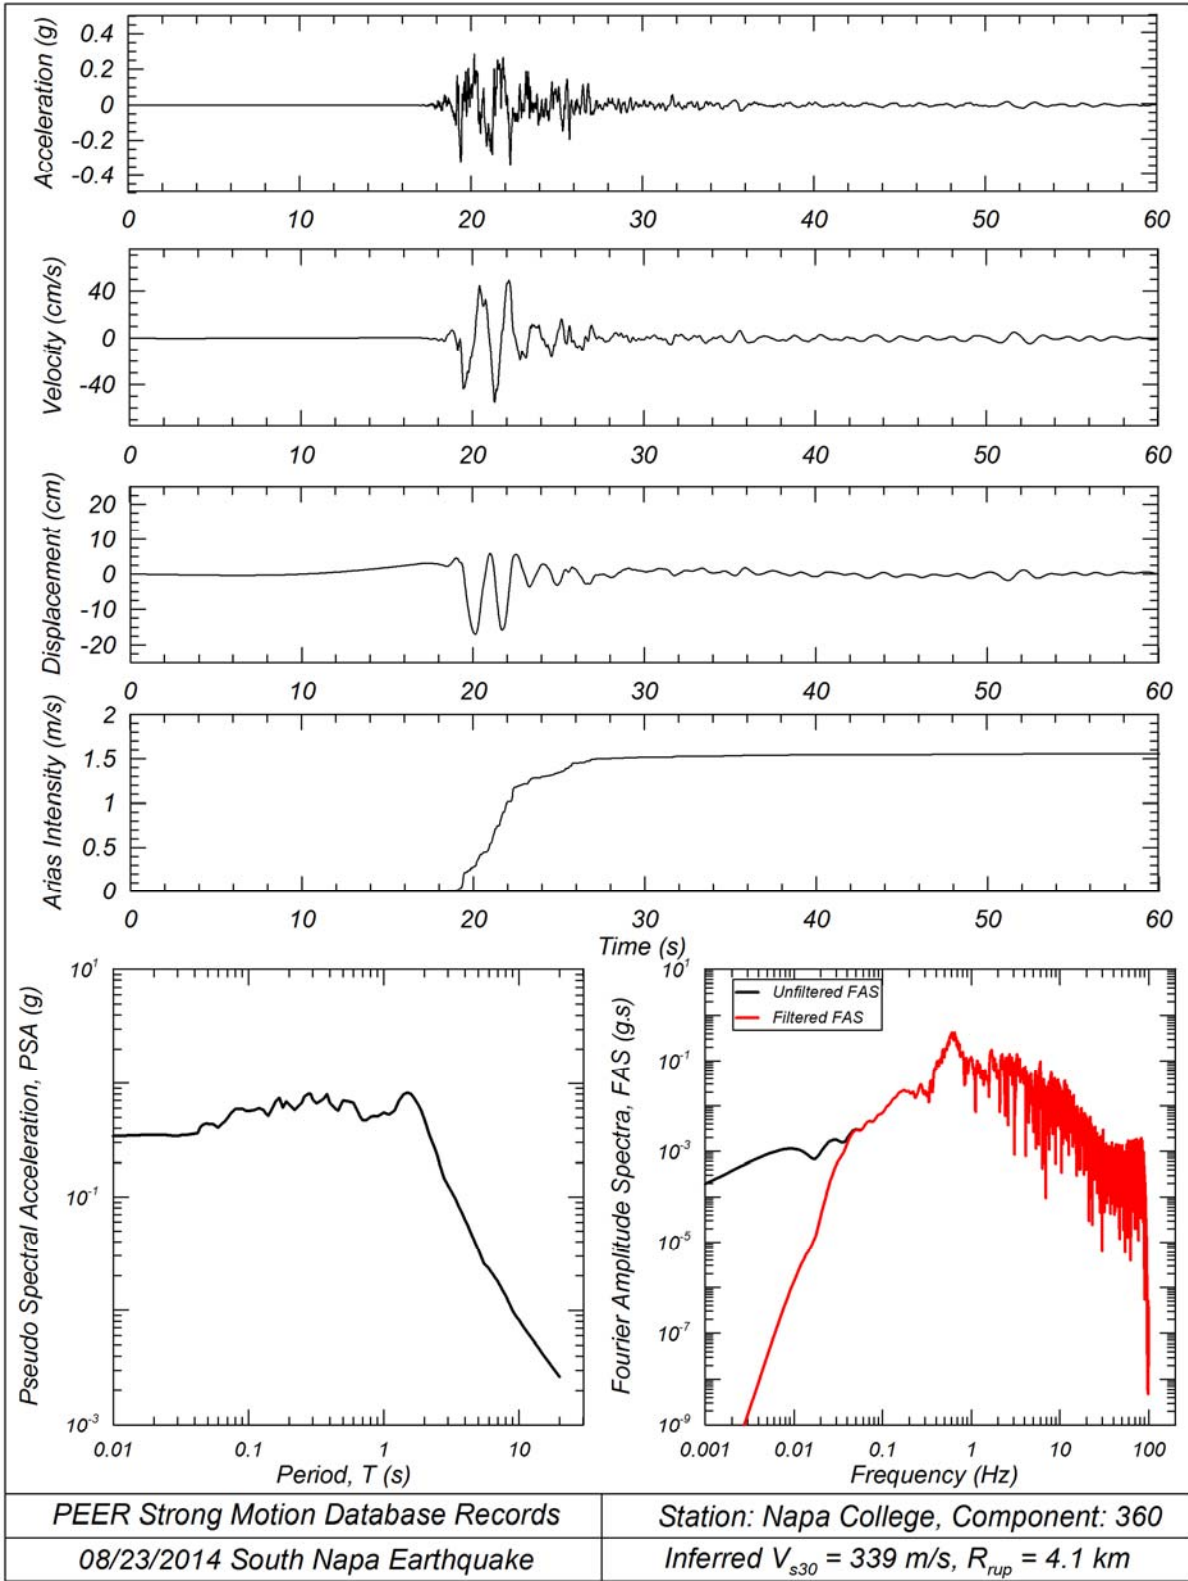 Acceleration (g)
0.4
0.2
0
-0.2
-0.4
0 10 20 30 40 50 60
Velocity (cm/s)
40
0
-40
0 10 20 30 40 50 60
Displacement (cm)
20
10
0
-10
-20
0 10 20 30 40 50 60
Arias Intensity (m/s)
2
1.5
1
0.5
0
0 10 20 30 40 50 60
Time (s)
Pseudo Spectral Acceleration, PSA (g)
10¹
10⁻¹
10⁻³
0.01 0.1 1 10
Period, T (s)
Fourier Amplitude Spectra, FAS (g.s)
10¹
10⁻¹
10⁻³
10⁻⁵
10⁻⁷
10⁻⁹
Unfiltered FAS
Filtered FAS
0.001 0.01 0.1 1 10 100
Frequency (Hz)
PEER Strong Motion Database Records
Station: Napa College, Component: 360
08/23/2014 South Napa Earthquake
Inferred Vs30 = 339 m/s, Rrup = 4.1 km